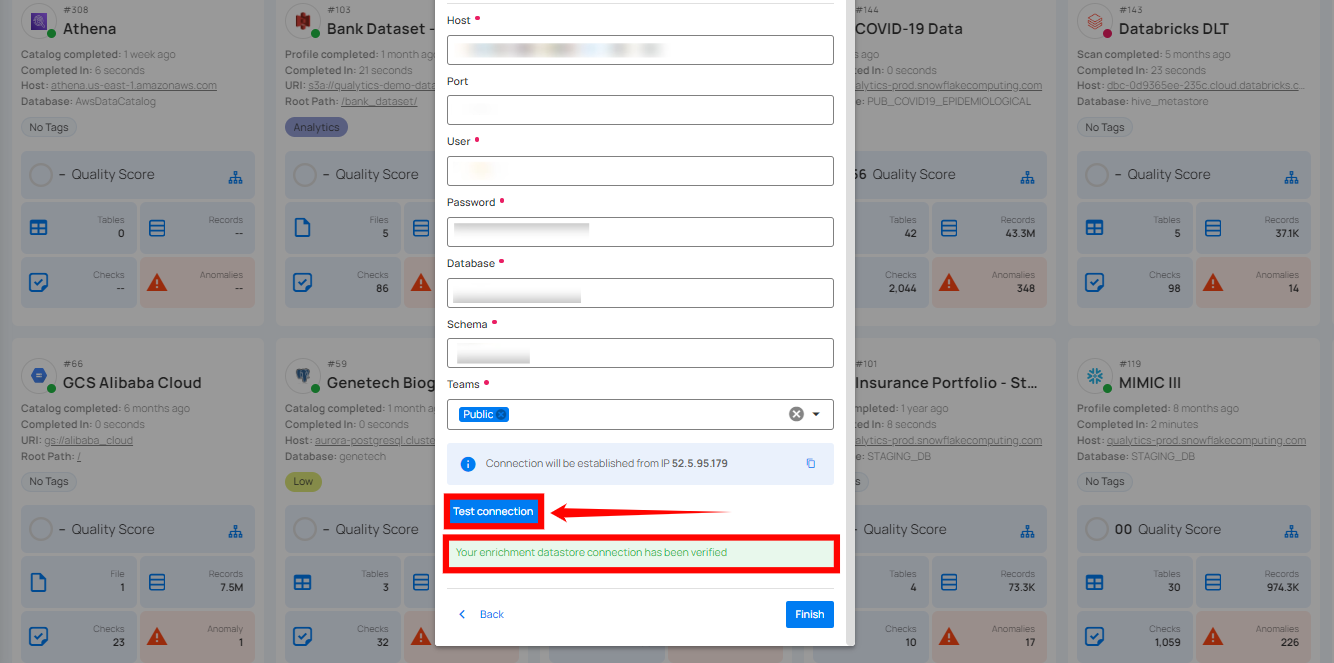 #308
Athena
Catalog completed: 1 week ago
Completed In: 6 seconds
Host: athena.us-east-1.amazonaws.com
Database: AwsDataCatalog
No Tags
– Quality Score
Tables
0
Records
--
Checks
--
Anomalies
--
#103
Bank Dataset -
Profile completed: 1 month ago
Completed In: 21 seconds
URI: s3a://qualytics-demo-data
Root Path: /bank_dataset/
Analytics
– Quality Score
Files
5
Checks
86
Host
Port
User
Password
Database
Schema
Teams
Public
Connection will be established from IP 52.5.95.179
Test connection
Your enrichment datastore connection has been verified
Back
Finish
#144
COVID-19 Data
ago
ed In: 0 seconds
qualytics-prod.snowflakecomputing.com
e: PUB_COVID19_EPIDEMIOLOGICAL
66 Quality Score
Tables
42
Records
43.3M
Checks
2,044
Anomalies
348
#143
Databricks DLT
Scan completed: 5 months ago
Completed In: 23 seconds
Host: dbc-0d9365ee-235c.cloud.databricks.c...
Database: hive_metastore
No Tags
– Quality Score
Tables
5
Records
37.1K
Checks
98
Anomalies
14
#66
GCS Alibaba Cloud
Catalog completed: 6 months ago
Completed In: 0 seconds
URI: gs://alibaba_cloud
Root Path: /
No Tags
– Quality Score
File
1
Records
7.5M
Checks
23
Anomaly
1
#59
Genetech Biog
Catalog completed: 1 month a
Completed In: 0 seconds
Host: aurora-postgresql.cluste
Database: genetech
Low
– Quality Score
Tables
3
Checks
32
#101
Insurance Portfolio - St...
mpleted: 1 year ago
ed In: 8 seconds
qualytics-prod.snowflakecomputing.com
e: STAGING_DB
s
Quality Score
Tables
4
Records
73.3K
Checks
10
Anomalies
17
#119
MIMIC III
Profile completed: 8 months ago
Completed In: 2 minutes
Host: qualytics-prod.snowflakecomputing.com
Database: STAGING_DB
No Tags
00 Quality Score
Tables
30
Records
974.3K
Checks
1,059
Anomalies
226